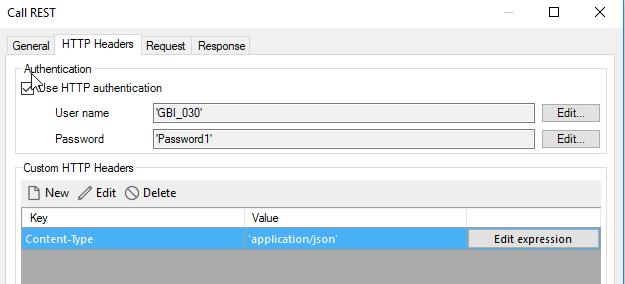 Call REST
General HTTP Headers Request Response
Authentication
Use HTTP authentication
User name 'GBI_030' Edit...
Password 'Password1' Edit...
Custom HTTP Headers
New Edit Delete
Key Value
Content-Type 'application/json' Edit expression